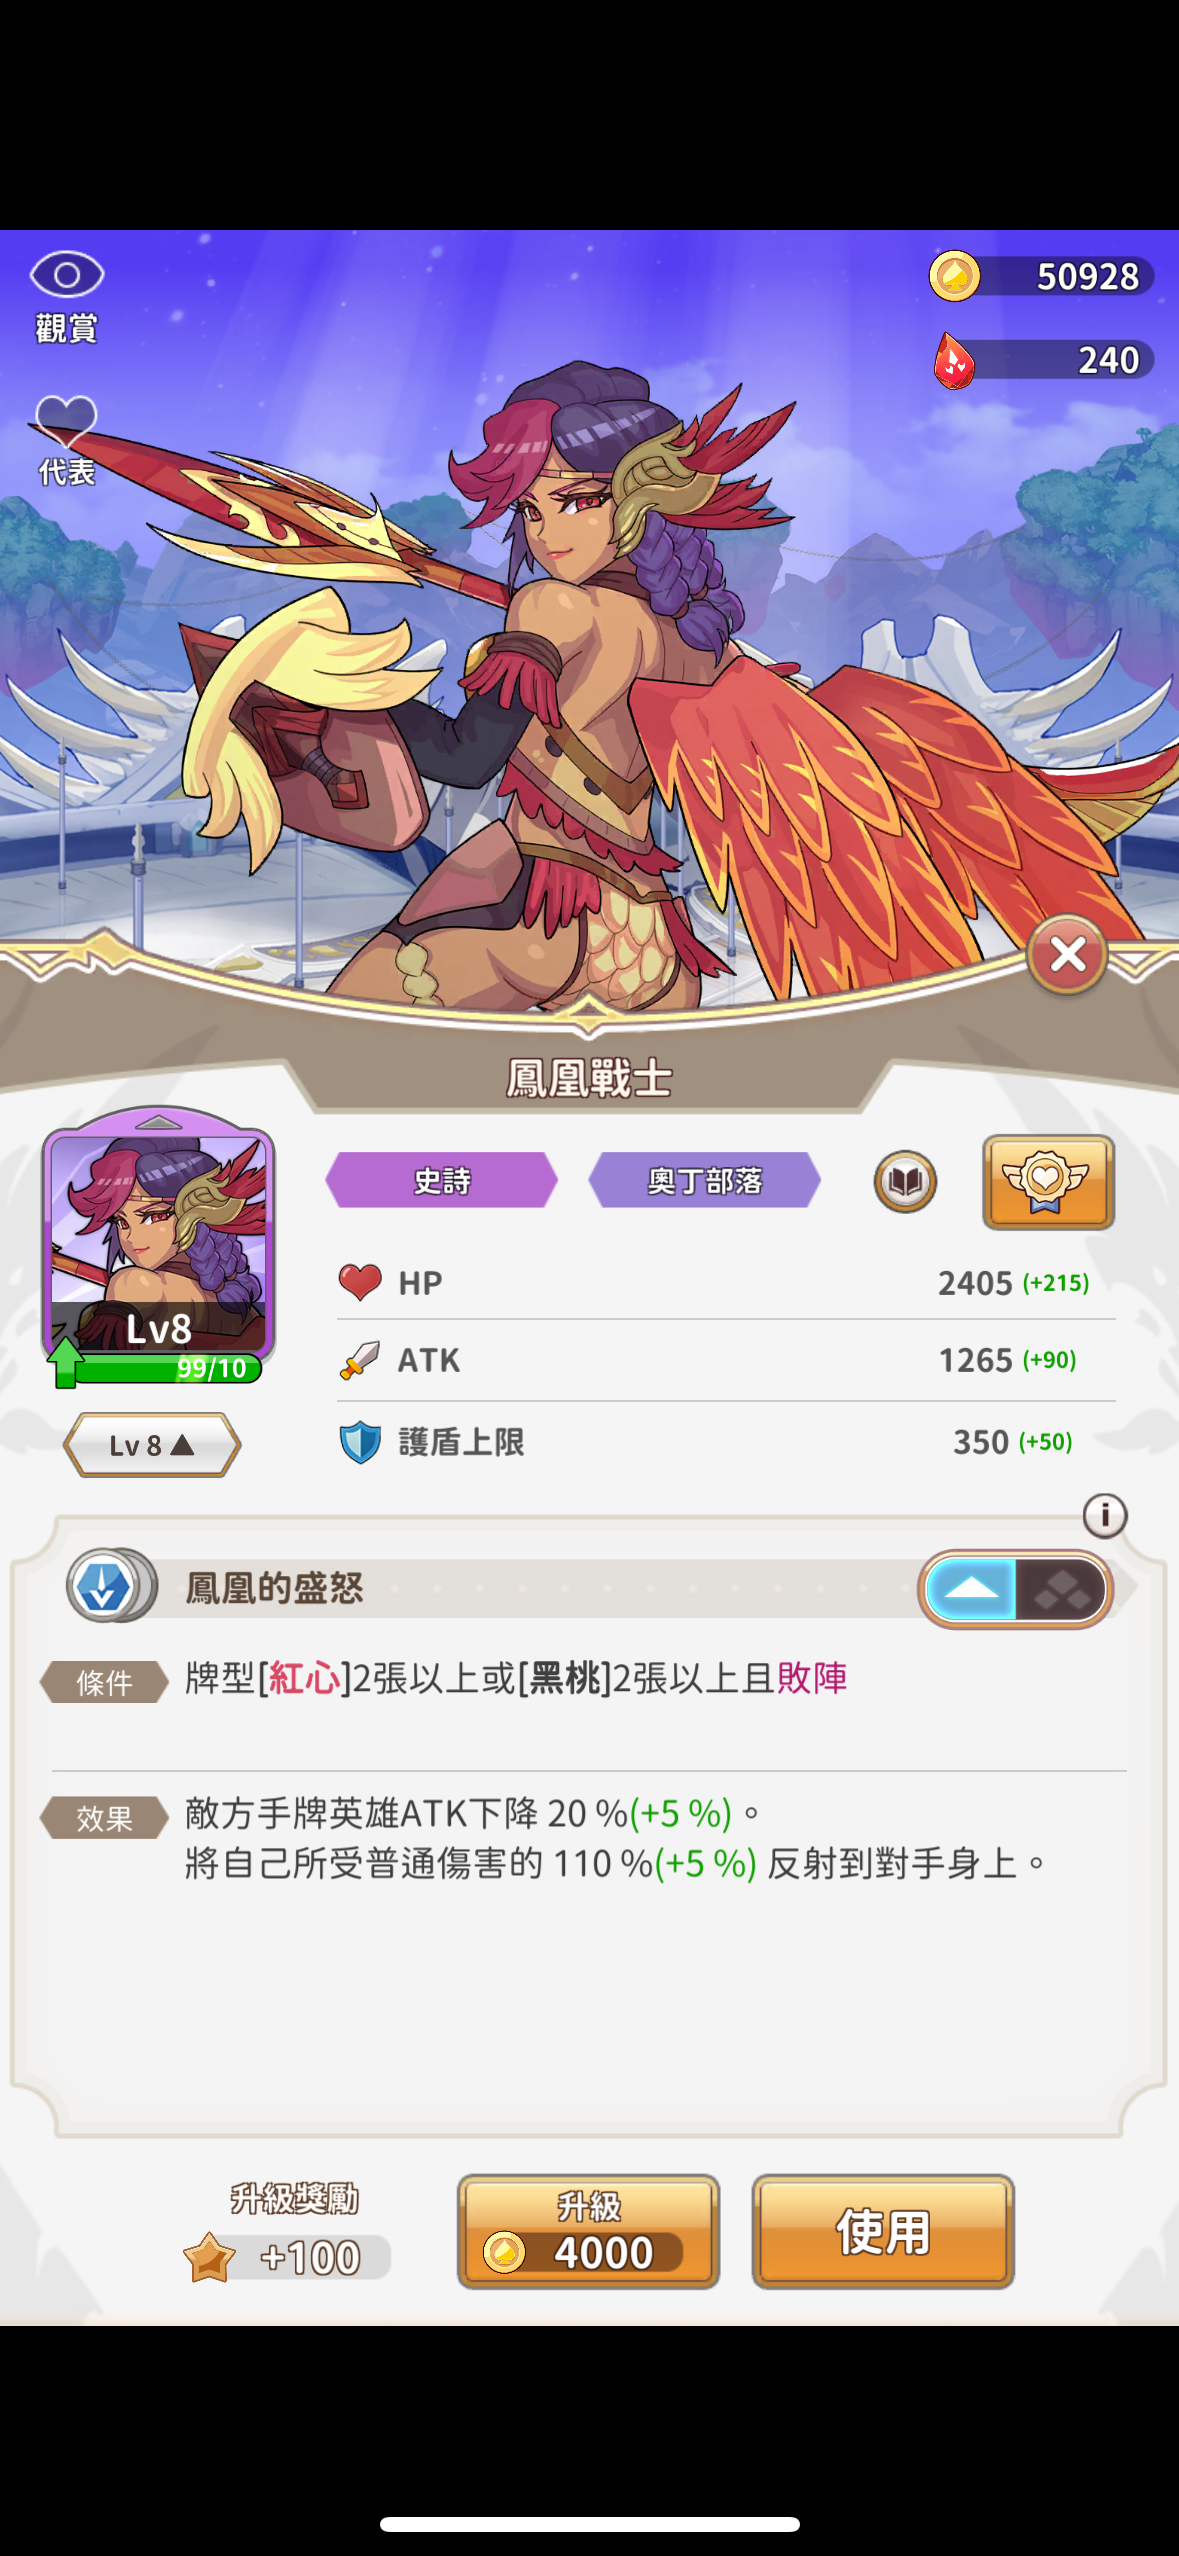 觀賞
50928
代表
240
鳳凰戰士
史詩
奧丁部落
Lv8
99/10
Lv 8 ▲
HP
2405 (+215)
ATK
1265 (+90)
護盾上限
350 (+50)
i
鳳凰的盛怒
條件
牌型[紅心]2張以上或[黑桃]2張以上且敗陣
效果
敵方手牌英雄ATK下降 20 %(+5 %)。
將自己所受普通傷害的 110 %(+5 %) 反射到對手身上。
升級獎勵
+100
升級
4000
使用